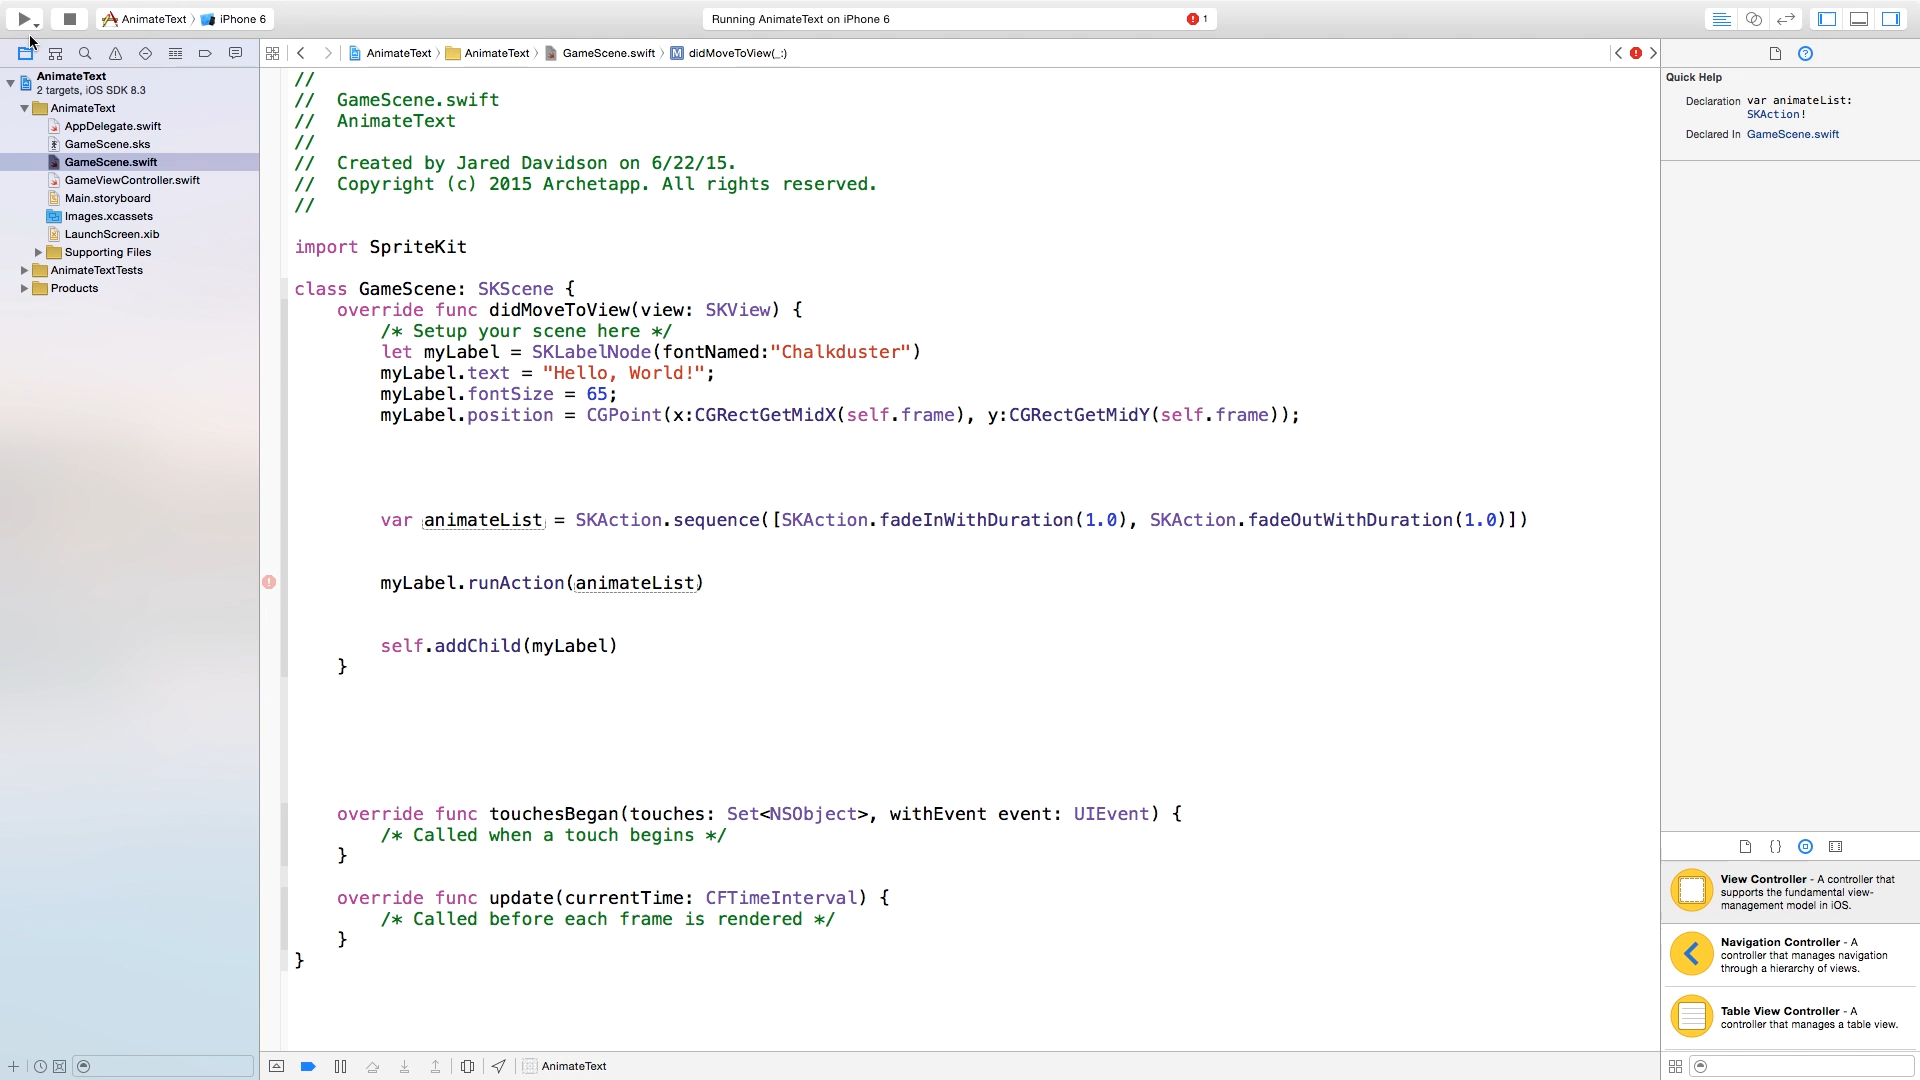 AnimateText 〉 iPhone 6
Running AnimateText on iPhone 6
1
AnimateText 〉 AnimateText 〉 GameScene.swift 〉 M didMoveToView(_:)
AnimateText
2 targets, iOS SDK 8.3
AnimateText
AppDelegate.swift
GameScene.sks
GameScene.swift
GameViewController.swift
Main.storyboard
Images.xcassets
LaunchScreen.xib
Supporting Files
AnimateTextTests
Products
//
//  GameScene.swift
//  AnimateText
//
//  Created by Jared Davidson on 6/22/15.
//  Copyright (c) 2015 Archetapp. All rights reserved.
//
import SpriteKit
class GameScene: SKScene {
    override func didMoveToView(view: SKView) {
        /* Setup your scene here */
        let myLabel = SKLabelNode(fontNamed:"Chalkduster")
        myLabel.text = "Hello, World!";
        myLabel.fontSize = 65;
        myLabel.position = CGPoint(x:CGRectGetMidX(self.frame), y:CGRectGetMidY(self.frame));
        var animateList = SKAction.sequence([SKAction.fadeInWithDuration(1.0), SKAction.fadeOutWithDuration(1.0)])
        myLabel.runAction(animateList)
        self.addChild(myLabel)
    }
    override func touchesBegan(touches: Set<NSObject>, withEvent event: UIEvent) {
        /* Called when a touch begins */
    }
    override func update(currentTime: CFTimeInterval) {
        /* Called before each frame is rendered */
    }
}
AnimateText
Quick Help
Declaration var animateList:
SKAction!
Declared In GameScene.swift
{}
View Controller - A controller that
supports the fundamental view-
management model in iOS.
Navigation Controller - A
controller that manages navigation
through a hierarchy of views.
Table View Controller - A
controller that manages a table view.